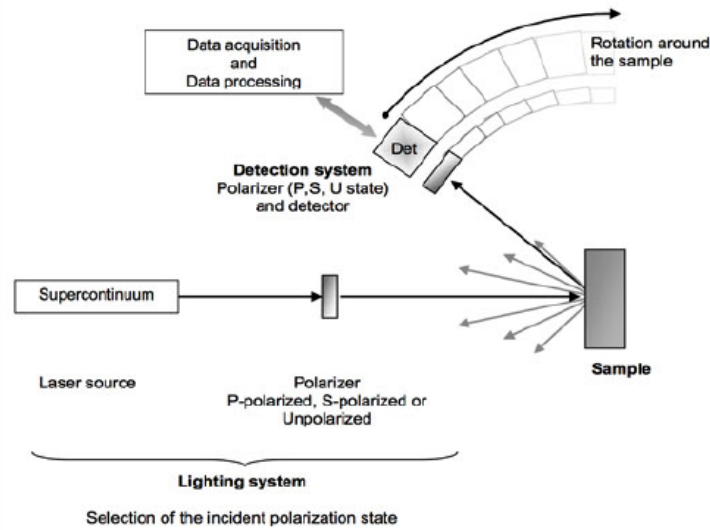 Data acquisition
and
Data processing
Rotation around
the sample
Det
Detection system
Polarizer (P,S, U state)
and detector
Supercontinuum
Sample
Laser source
Polarizer
P-polarized, S-polarized or
Unpolarized
Lighting system
Selection of the incident polarization state